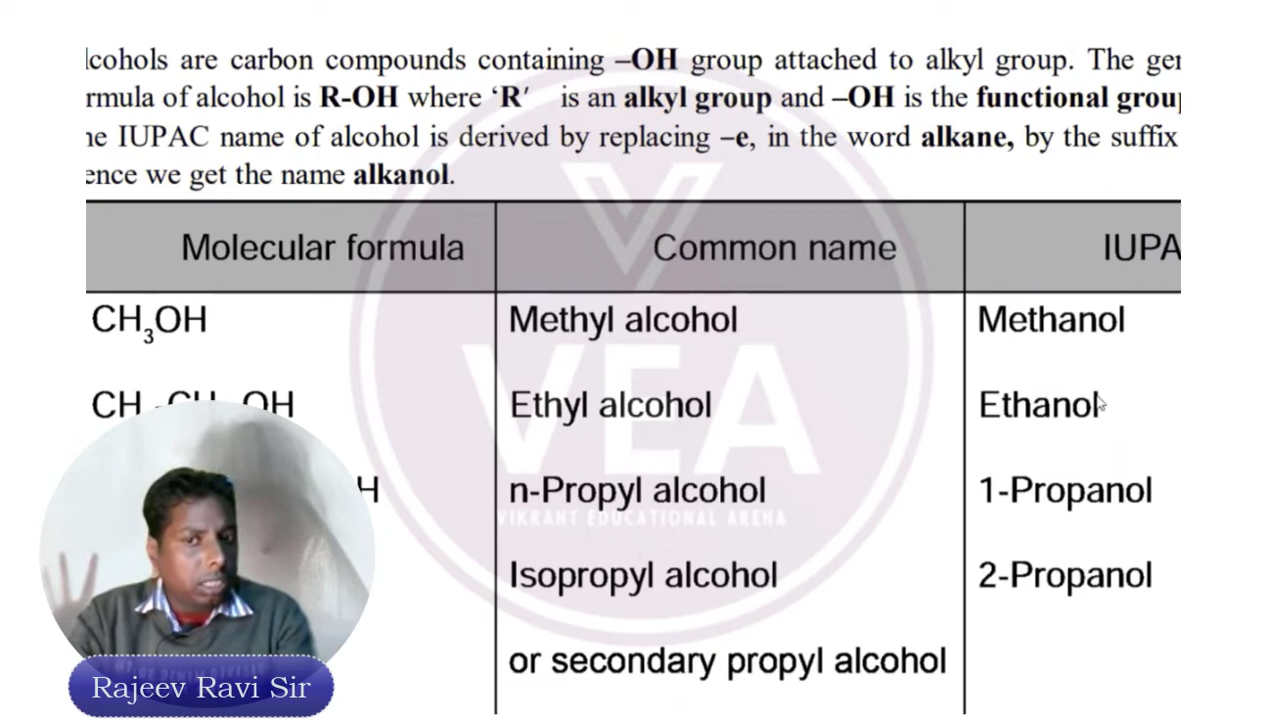 lcohols are carbon compounds containing –OH group attached to alkyl group. The ger
rmula of alcohol is R-OH where ‘R′ is an alkyl group and –OH is the functional group
ne IUPAC name of alcohol is derived by replacing –e, in the word alkane, by the suffix
ence we get the name alkanol.
Molecular formula Common name IUPA
CH₃OH Methyl alcohol Methanol
OH Ethyl alcohol Ethanol
H n-Propyl alcohol 1-Propanol
VEA
VIKRANT EDUCATIONAL ARENA
Isopropyl alcohol 2-Propanol
or secondary propyl alcohol
Rajeev Ravi Sir